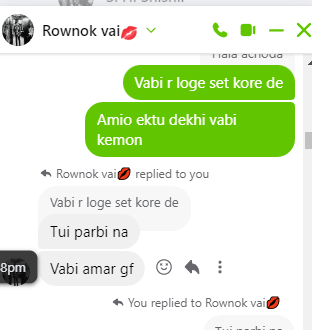 Rownok vai💋
Hala achoda
Vabi r loge set kore de
Amio ektu dekhi vabi
kemon
Rownok vai💋 replied to you
Vabi r loge set kore de
Tui parbi na
8pm
Vabi amar gf
You replied to Rownok vai💋
Tui parbi na